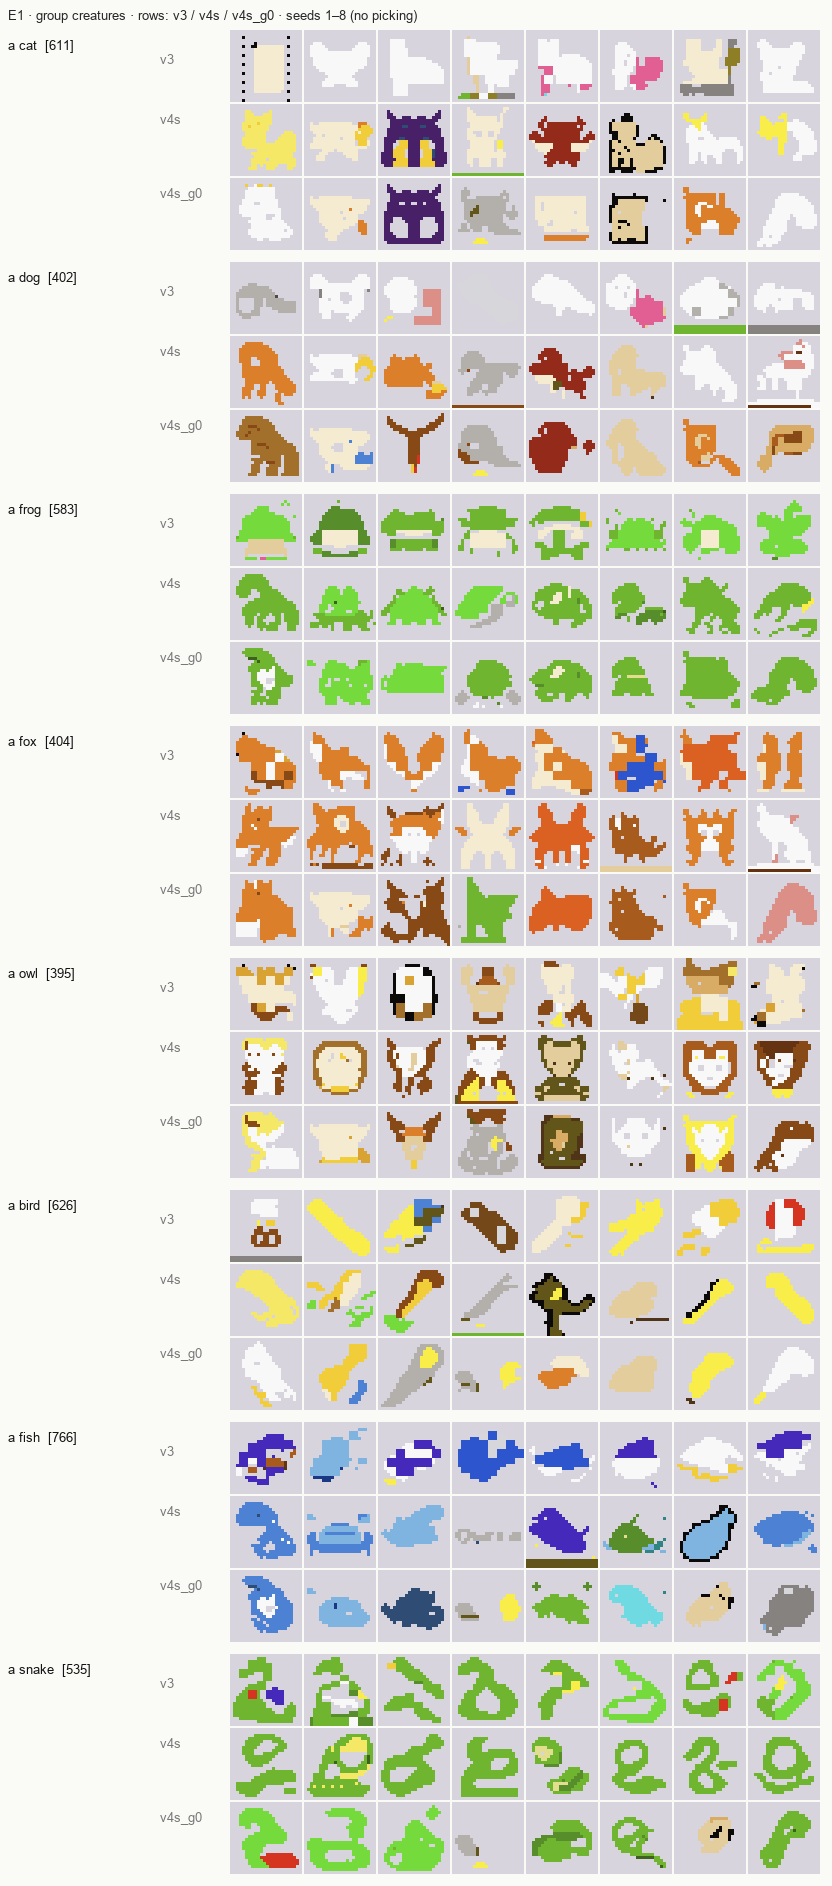 E1 · group creatures · rows: v3 / v4s / v4s_g0 · seeds 1–8 (no picking)
a cat [611]
v3
v4s
v4s_g0
a dog [402]
v3
v4s
v4s_g0
a frog [583]
v3
v4s
v4s_g0
a fox [404]
v3
v4s
v4s_g0
a owl [395]
v3
v4s
v4s_g0
a bird [626]
v3
v4s
v4s_g0
a fish [766]
v3
v4s
v4s_g0
a snake [535]
v3
v4s
v4s_g0